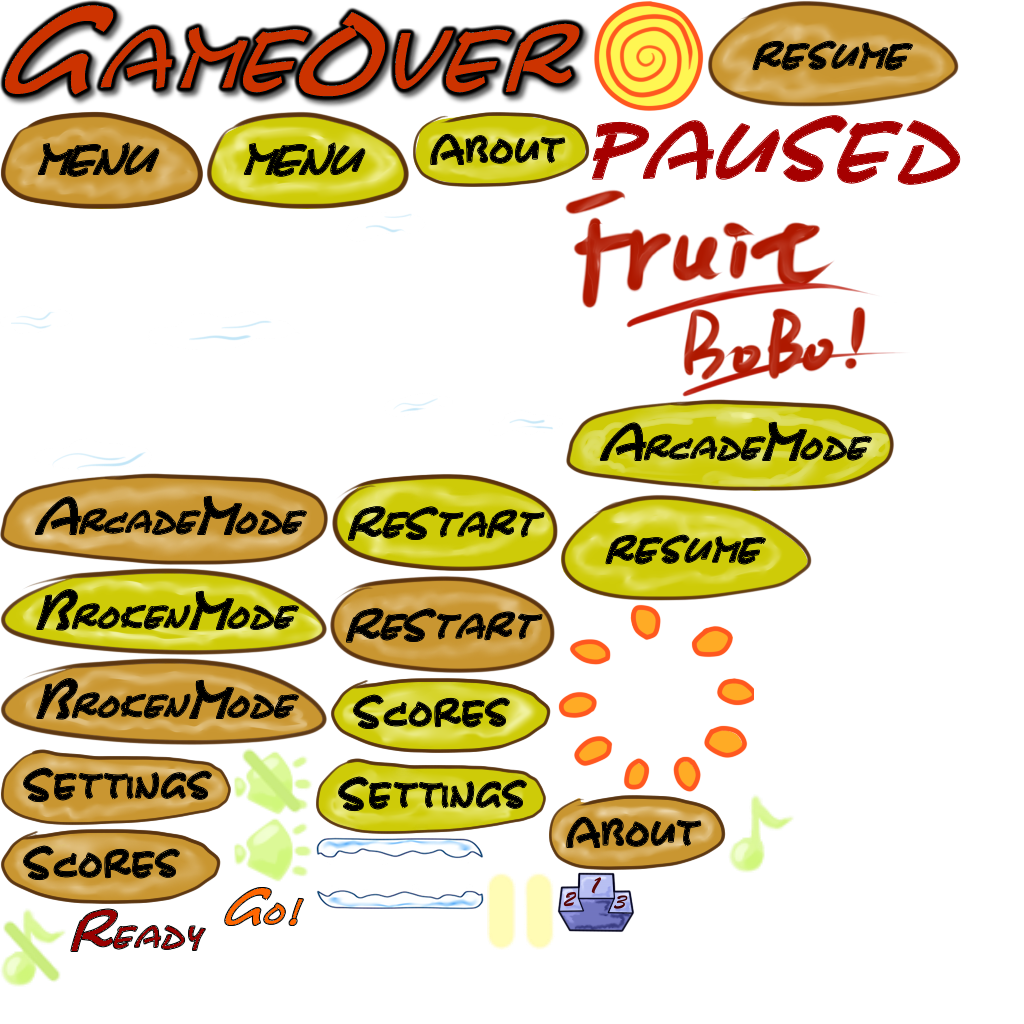 GAMEOVER
RESUME
MENU
MENU
ABOUT
PAUSED
Fruit
BoBo!
ARCADEMODE
ARCADEMODE
RESTART
RESUME
BROKENMODE
RESTART
BROKENMODE
SCORES
SETTINGS
SETTINGS
ABOUT
SCORES
1
2
3
GO!
READY